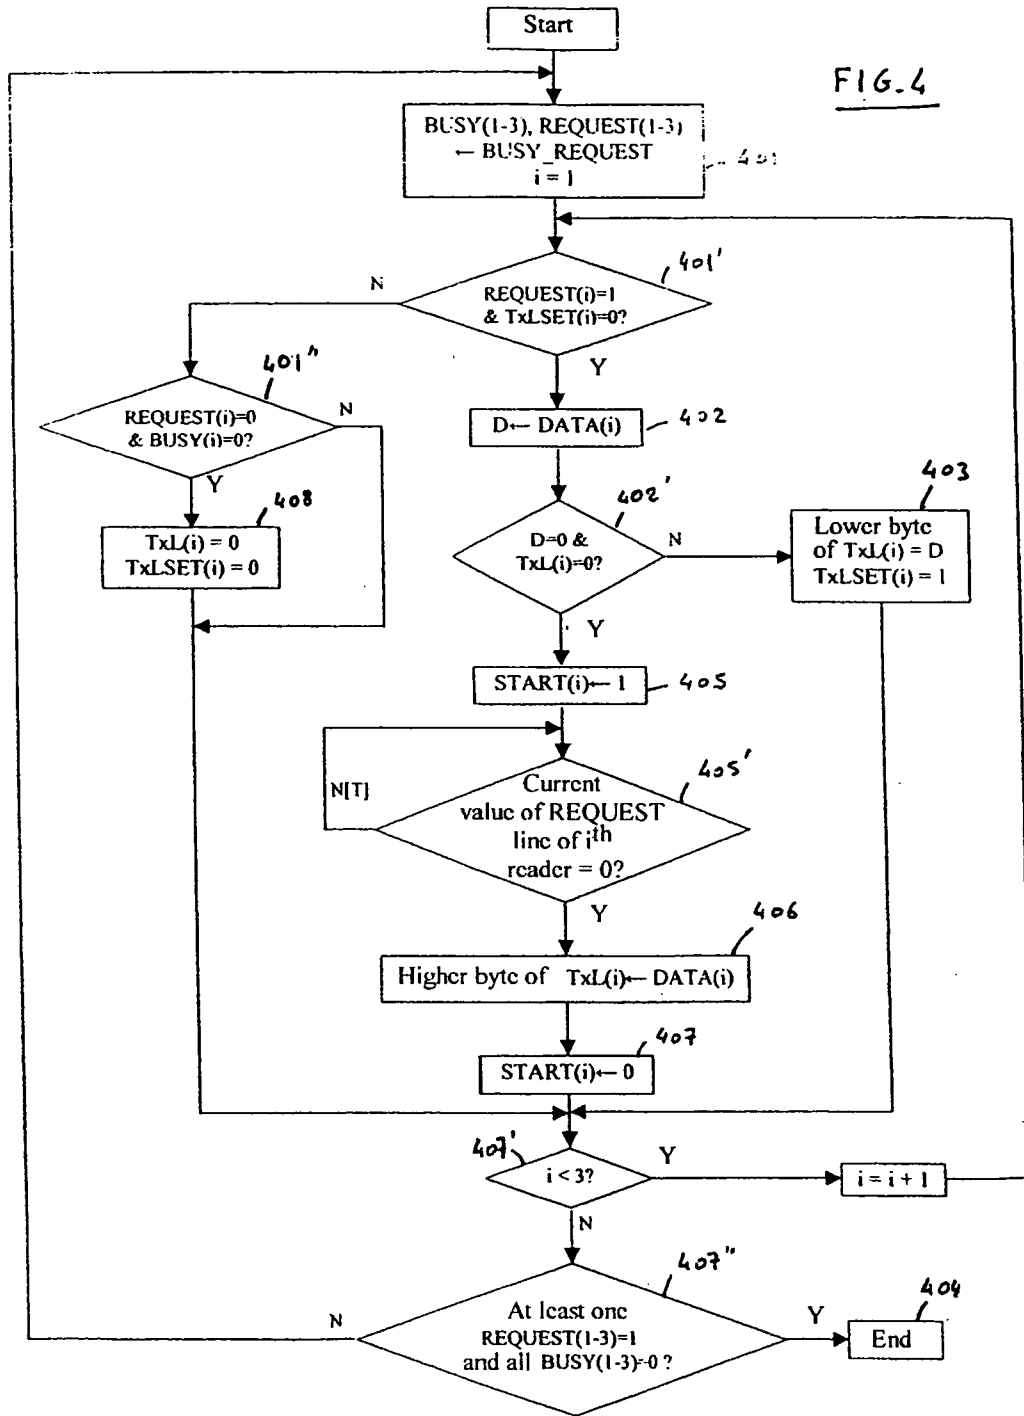 Start
FIG.4
BUSY(1-3), REQUEST(1-3)
← BUSY_REQUEST
i = 1
401
401'
N
REQUEST(i)=1
& TxLSET(i)=0?
Y
401"
REQUEST(i)=0
& BUSY(i)=0?
N
Y
D← DATA(i)
402
408
TxL(i) = 0
TxLSET(i) = 0
402'
D=0 &
TxL(i)=0?
N
Y
403
Lower byte
of TxL(i) = D
TxLSET(i) = 1
START(i)← 1
405
N[T]
405'
Current
value of REQUEST
line of ith
reader = 0?
Y
406
Higher byte of TxL(i)← DATA(i)
407
START(i)← 0
407'
i < 3?
Y
i = i + 1
N
407"
N
At least one
REQUEST(1-3)=1
and all BUSY(1-3)=0 ?
Y
404
End